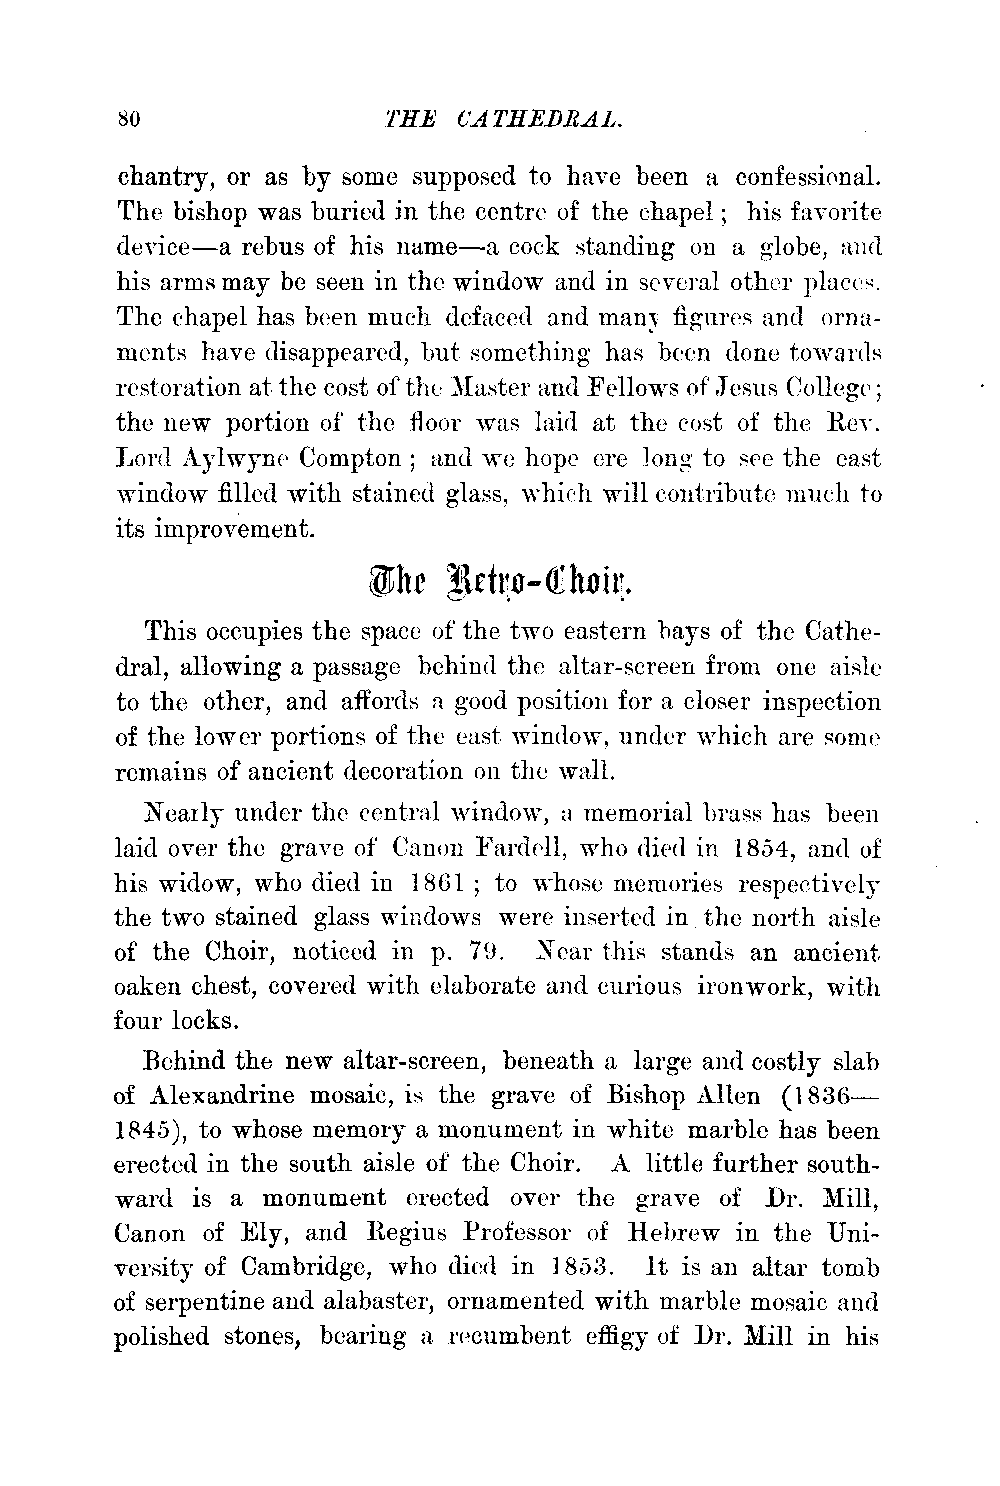 80 THE CATHEDRAL.
chantry, or as by some supposed to have been a confessional.
The bishop was buried in the centre of the chapel ; his favorite
device—a rebus of his name—a cock standing on a globe, and
his arms may be seen in the window and in several other places.
The chapel has been much defaced and many figures and orna-
ments have disappeared, but something has been done towards
restoration at the cost of the Master and Fellows of Jesus College ;
the new portion of the floor was laid at the cost of the Rev.
Lord Aylwyne Compton ; and we hope ere long to see the east
window filled with stained glass, which will contribute much to
its improvement.
The Retro-Choir.
This occupies the space of the two eastern bays of the Cathe-
dral, allowing a passage behind the altar-screen from one aisle
to the other, and affords a good position for a closer inspection
of the lower portions of the east window, under which are some
remains of ancient decoration on the wall.
Nearly under the central window, a memorial brass has been
laid over the grave of Canon Fardell, who died in 1854, and of
his widow, who died in 1861 ; to whose memories respectively
the two stained glass windows were inserted in the north aisle
of the Choir, noticed in p. 79. Near this stands an ancient
oaken chest, covered with elaborate and curious ironwork, with
four locks.
Behind the new altar-screen, beneath a large and costly slab
of Alexandrine mosaic, is the grave of Bishop Allen (1836—
1845), to whose memory a monument in white marble has been
erected in the south aisle of the Choir. A little further south-
ward is a monument erected over the grave of Dr. Mill,
Canon of Ely, and Regius Professor of Hebrew in the Uni-
versity of Cambridge, who died in 1853. It is an altar tomb
of serpentine and alabaster, ornamented with marble mosaic and
polished stones, bearing a recumbent effigy of Dr. Mill in his